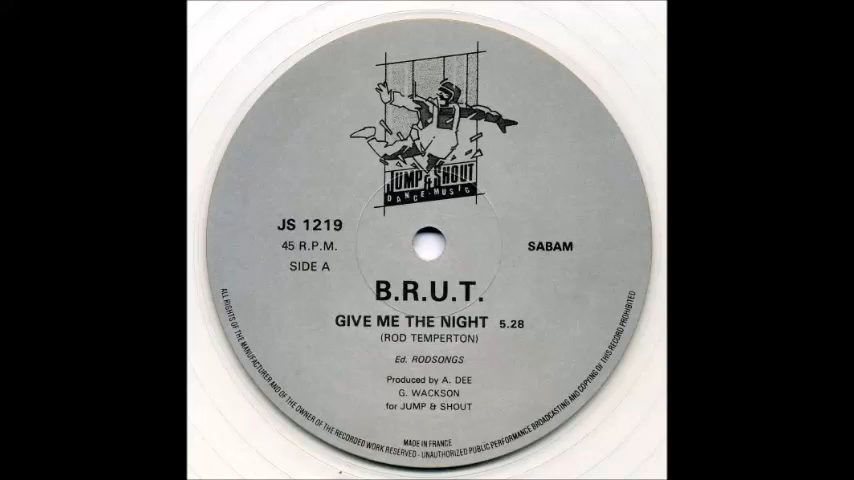 JUMP & SHOUT
DANCE-MUSIC
JS 1219
45 R.P.M.
SIDE A
SABAM
B.R.U.T.
GIVE ME THE NIGHT 5.28
(ROD TEMPERTON)
Ed. RODSONGS
Produced by A. DEE
G. WACKSON
for JUMP & SHOUT
MADE IN FRANCE
ALL RIGHTS OF THE MANUFACTURER AND OF THE OWNER OF THE RECORDED WORK RESERVED - UNAUTHORIZED PUBLIC PERFORMANCE BROADCASTING AND COPYING OF THIS RECORD PROHIBITED